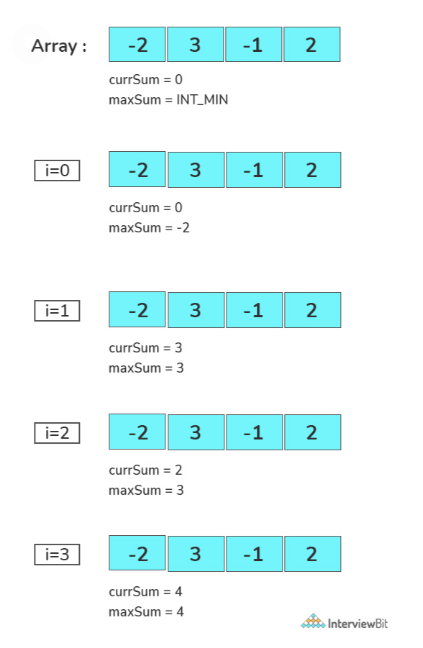 Array : -2 3 -1 2
currSum = 0
maxSum = INT_MIN
i=0 -2 3 -1 2
currSum = 0
maxSum = -2
i=1 -2 3 -1 2
currSum = 3
maxSum = 3
i=2 -2 3 -1 2
currSum = 2
maxSum = 3
i=3 -2 3 -1 2
currSum = 4
maxSum = 4
InterviewBit